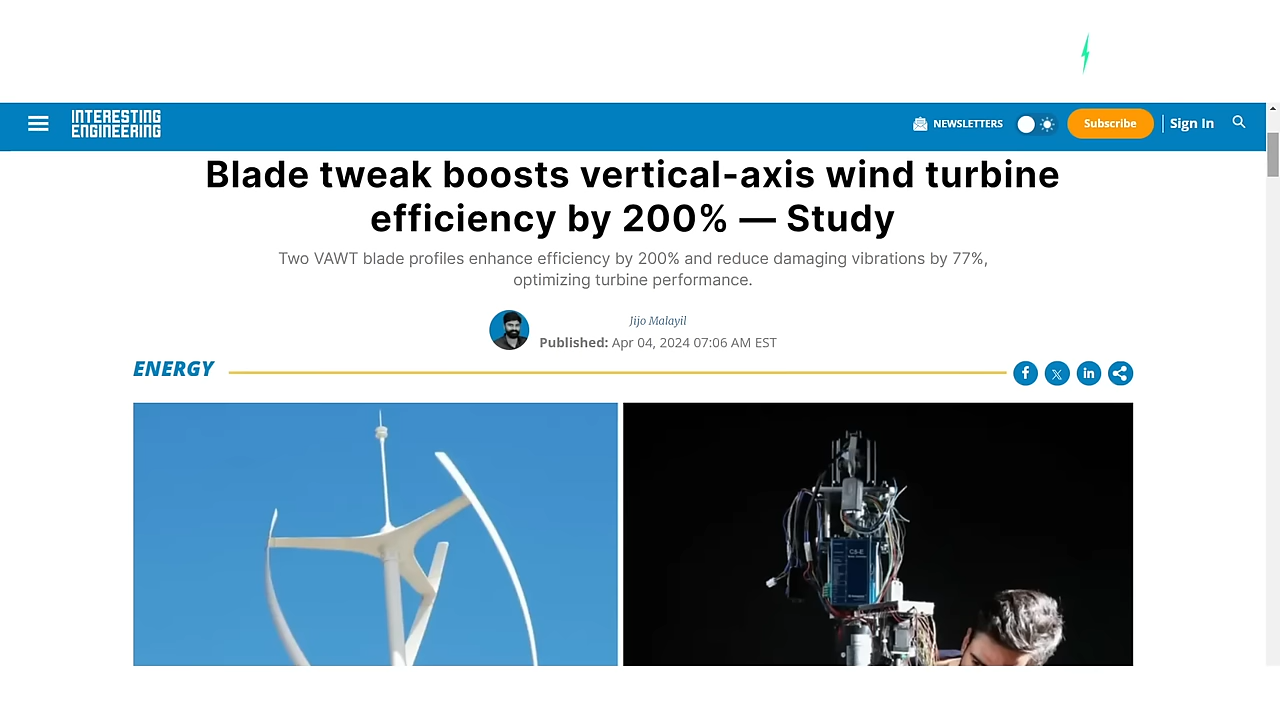 INTERESTING
ENGINEERING
NEWSLETTERS
Subscribe
Sign In
Blade tweak boosts vertical-axis wind turbine
efficiency by 200% — Study
Two VAWT blade profiles enhance efficiency by 200% and reduce damaging vibrations by 77%,
optimizing turbine performance.
Jijo Malayil
Published: Apr 04, 2024 07:06 AM EST
ENERGY
C5-E